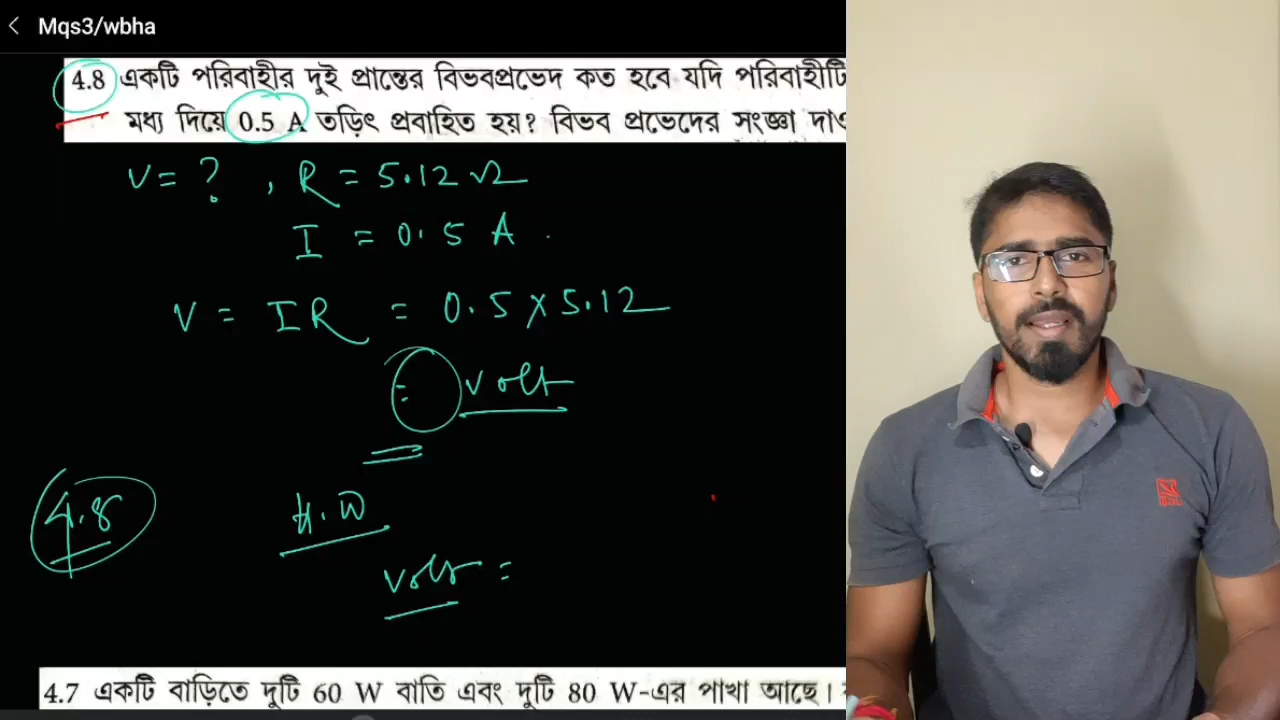 Mqs3/wbha
4.8 একটি পরিবাহীর দুই প্রান্তের বিভবপ্রভেদ কত হবে যদি পরিবাহীটি
মধ্য দিয়ে 0.5 A তড়িৎ প্রবাহিত হয়? বিভব প্রভেদের সংজ্ঞা দাও
V = ? , R = 5.12 Ω
I = 0.5 A
V = IR = 0.5 × 5.12
= volt
4.8 H.W
volt =
4.7 একটি বাড়িতে দুটি 60 W বাতি এবং দুটি 80 W-এর পাখা আছে।